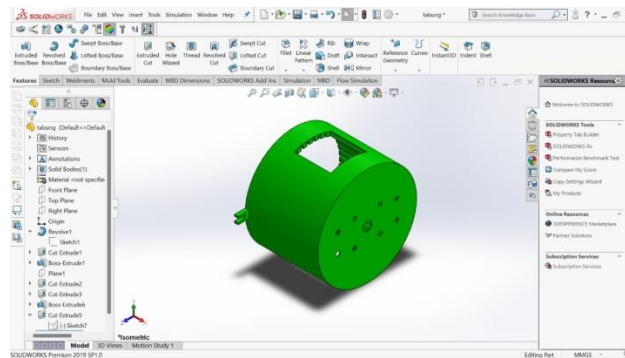 SOLIDWORKS File Edit View Insert Tools Simulation Window Help
tabung *
Search Knowledge Base
Extruded Boss/Base
Revolved Boss/Base
Swept Boss/Base
Lofted Boss/Base
Boundary Boss/Base
Extruded Cut
Hole Wizard
Thread
Revolved Cut
Swept Cut
Lofted Cut
Boundary Cut
Fillet
Linear Pattern
Rib
Draft
Shell
Wrap
Intersect
Mirror
Reference Geometry
Curves
Instant3D
Indent
Shell
Features Sketch Weldments Mold Tools Evaluate MBD Dimensions SOLIDWORKS Add-Ins Simulation MBD Flow Simulation
tabung (Default<<Default
History
Sensors
Annotations
Solid Bodies(1)
Material <not specifie
Front Plane
Top Plane
Right Plane
Origin
Revolve1
Sketch1
Cut-Extrude1
Boss-Extrude1
Plane1
Cut-Extrude2
Cut-Extrude3
Boss-Extrude6
Cut-Extrude5
(-) Sketch7
*Isometric
Model 3D Views Motion Study 1
SOLIDWORKS Premium 2019 SP1.0
Editing Part MMGS
SOLIDWORKS Resources
Welcome to SOLIDWORKS
SOLIDWORKS Tools
Property Tab Builder
SOLIDWORKS Rx
Performance Benchmark Test
Compare My Score
Copy Settings Wizard
My Products
Online Resources
3DEXPERIENCE Marketplace
Partner Solutions
Subscription Services
Subscription Services